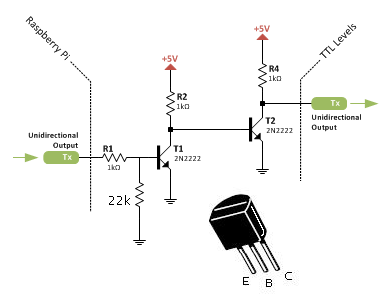 Raspberry Pi
TTL Levels
+5V
+5V
R2
1kΩ
R4
1kΩ
Tx
Unidirectional
Output
Unidirectional
Output
Tx
R1
1kΩ
T1
2N2222
T2
2N2222
22k
E
B
C